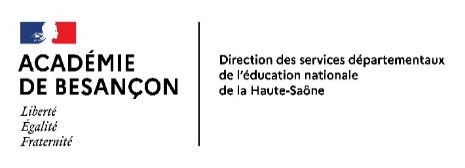 ACADÉMIE
DE BESANÇON
Liberté
Égalité
Fraternité
Direction des services départementaux
de l'éducation nationale
de la Haute-Saône